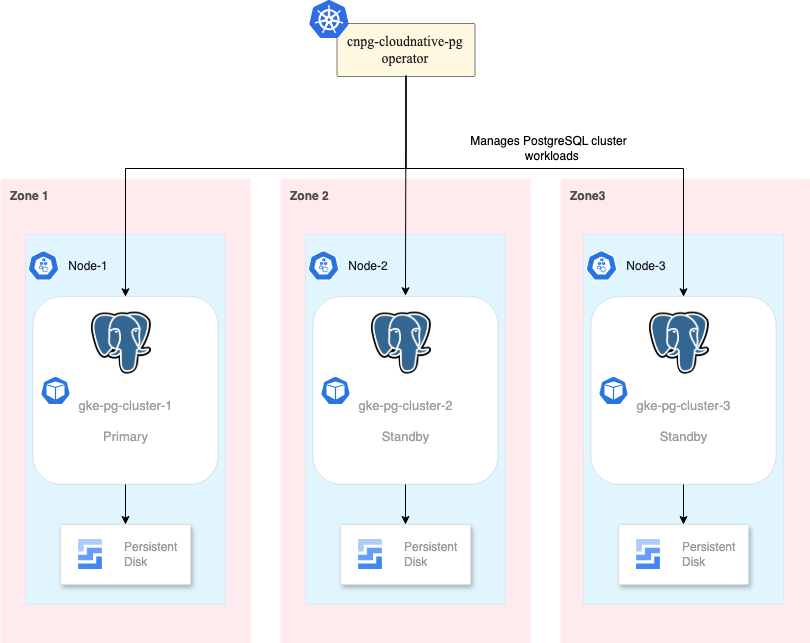 cnpg-cloudnative-pg
operator
Manages PostgreSQL cluster
workloads
Zone 1
Zone 2
Zone3
Node-1
Node-2
Node-3
gke-pg-cluster-1
Primary
gke-pg-cluster-2
Standby
gke-pg-cluster-3
Standby
Persistent
Disk
Persistent
Disk
Persistent
Disk